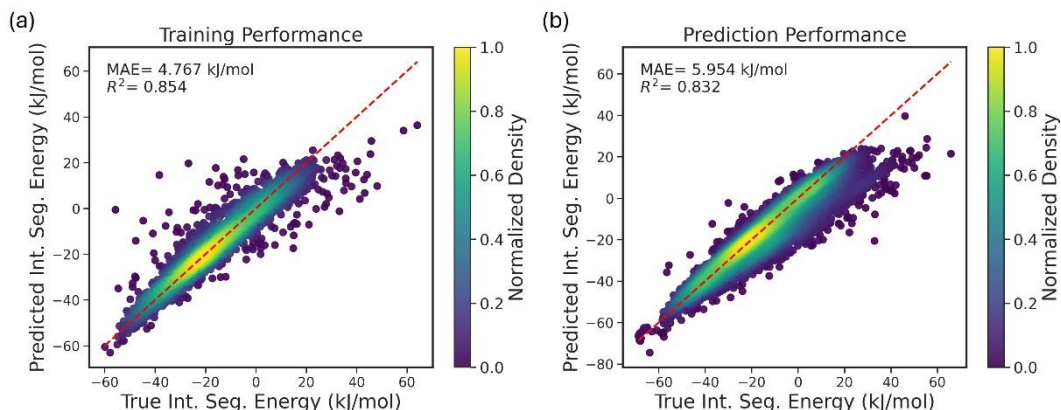 (a)
Training Performance
MAE= 4.767 kJ/mol
R²= 0.854
Predicted Int. Seg. Energy (kJ/mol)
60
40
20
0
−20
−40
−60
−60 −40 −20 0 20 40 60
True Int. Seg. Energy (kJ/mol)
1.0
0.8
0.6
0.4
0.2
0.0
Normalized Density
(b)
Prediction Performance
MAE= 5.954 kJ/mol
R²= 0.832
Predicted Int. Seg. Energy (kJ/mol)
60
40
20
0
−20
−40
−60
−80
−60 −40 −20 0 20 40 60
True Int. Seg. Energy (kJ/mol)
1.0
0.8
0.6
0.4
0.2
0.0
Normalized Density